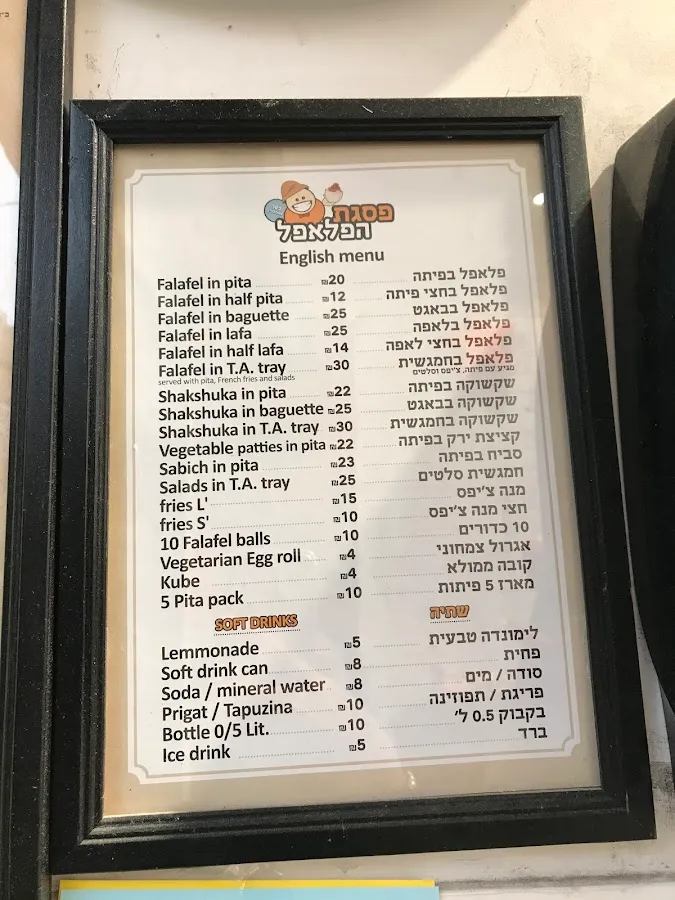 פסגת
הפלאפל
English menu
Falafel in pita ₪20 פלאפל בפיתה
Falafel in half pita ₪12 פלאפל בחצי פיתה
Falafel in baguette ₪25 פלאפל בבאגט
Falafel in lafa ₪25 פלאפל בלאפה
Falafel in half lafa ₪14 פלאפל בחצי לאפה
Falafel in T.A. tray ₪30 פלאפל בחמגשית
served with pita, French fries and salads מגיע עם פיתה, צ'יפס וסלטים
Shakshuka in pita ₪22 שקשוקה בפיתה
Shakshuka in baguette ₪25 שקשוקה בבאגט
Shakshuka in T.A. tray ₪30 שקשוקה בחמגשית
Vegetable patties in pita ₪22 קציצת ירק בפיתה
Sabich in pita ₪23 סביח בפיתה
Salads in T.A. tray ₪25 חמגשית סלטים
fries L' ₪15 מנה צ'יפס
fries S' ₪10 חצי מנה צ'יפס
10 Falafel balls ₪10 10 כדורים
Vegetarian Egg roll ₪4 אגרול צמחוני
Kube ₪4 קובה ממולא
5 Pita pack ₪10 מארז 5 פיתות
SOFT DRINKS שתיה
Lemmonade ₪5 לימונדה טבעית
Soft drink can ₪8 פחית
Soda / mineral water ₪8 סודה / מים
Prigat / Tapuzina ₪10 פריגת / תפוזינה
Bottle 0/5 Lit. ₪10 בקבוק 0.5 ל'
Ice drink ₪5 ברד